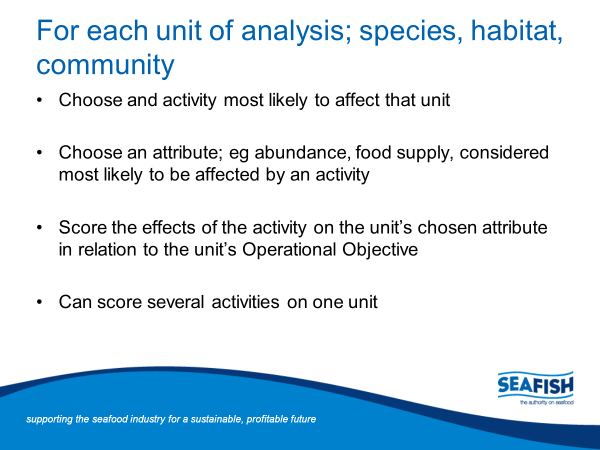 For each unit of analysis; species, habitat,
community
• Choose and activity most likely to affect that unit
• Choose an attribute; eg abundance, food supply, considered
most likely to be affected by an activity
• Score the effects of the activity on the unit’s chosen attribute
in relation to the unit’s Operational Objective
• Can score several activities on one unit
SEAFISH
the authority on seafood
supporting the seafood industry for a sustainable, profitable future